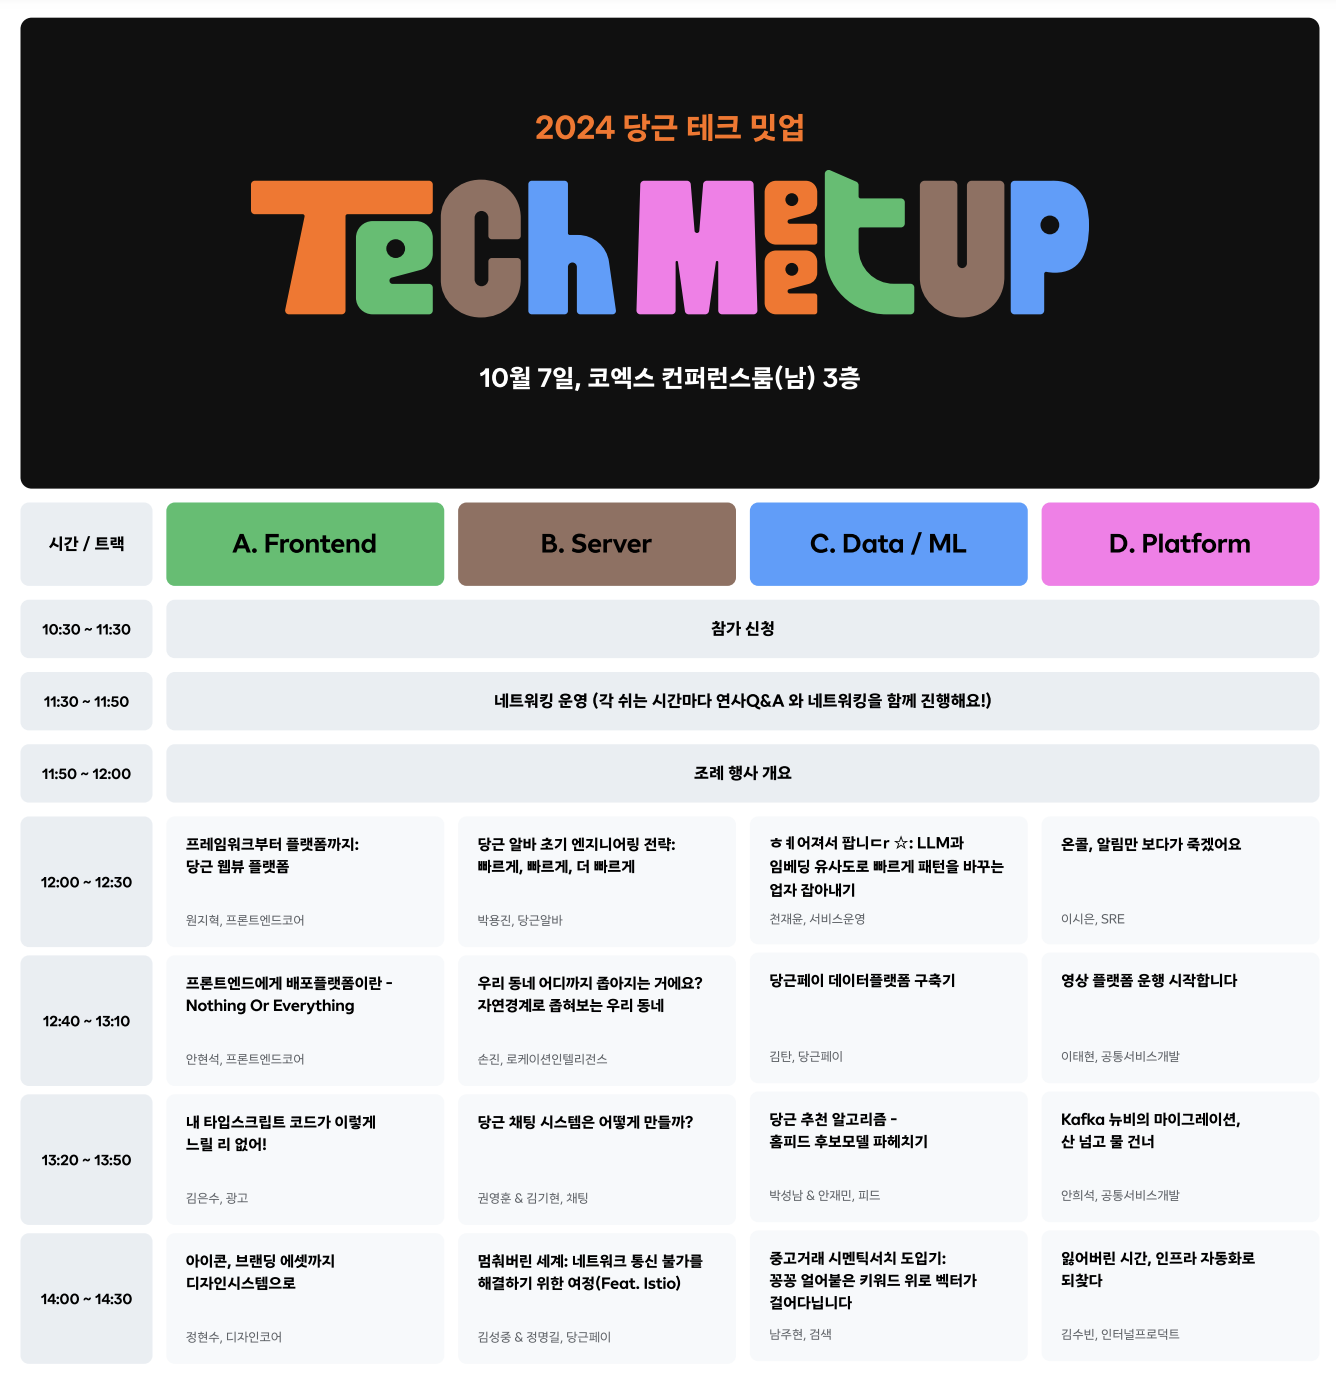 2024 당근 테크 밋업
Tech Meetup
10월 7일, 코엑스 컨퍼런스룸(남) 3층
시간 / 트랙
A. Frontend
B. Server
C. Data / ML
D. Platform
10:30 ~ 11:30
참가 신청
11:30 ~ 11:50
네트워킹 운영 (각 쉬는 시간마다 연사Q&A 와 네트워킹을 함께 진행해요!)
11:50 ~ 12:00
조례 행사 개요
12:00 ~ 12:30
프레임워크부터 플랫폼까지:
당근 웹뷰 플랫폼
원지혁, 프론트엔드코어
당근 알바 초기 엔지니어링 전략:
빠르게, 빠르게, 더 빠르게
박용진, 당근알바
ㅎㅖ어져서 팝니ㄷr ☆: LLM과
임베딩 유사도로 빠르게 패턴을 바꾸는
업자 잡아내기
천재윤, 서비스운영
온콜, 알림만 보다가 죽겠어요
이시은, SRE
12:40 ~ 13:10
프론트엔드에게 배포플랫폼이란 -
Nothing Or Everything
안현석, 프론트엔드코어
우리 동네 어디까지 좁아지는 거에요?
자연경계로 좁혀보는 우리 동네
손진, 로케이션인텔리전스
당근페이 데이터플랫폼 구축기
김탄, 당근페이
영상 플랫폼 운행 시작합니다
이태현, 공통서비스개발
13:20 ~ 13:50
내 타입스크립트 코드가 이렇게
느릴 리 없어!
김은수, 광고
당근 채팅 시스템은 어떻게 만들까?
권영훈 & 김기현, 채팅
당근 추천 알고리즘 -
홈피드 후보모델 파헤치기
박성남 & 안재민, 피드
Kafka 뉴비의 마이그레이션,
산 넘고 물 건너
안희석, 공통서비스개발
14:00 ~ 14:30
아이콘, 브랜딩 에셋까지
디자인시스템으로
정현수, 디자인코어
멈춰버린 세계: 네트워크 통신 불가를
해결하기 위한 여정(Feat. Istio)
김성중 & 정명길, 당근페이
중고거래 시멘틱서치 도입기:
꽁꽁 얼어붙은 키워드 위로 벡터가
걸어다닙니다
남주현, 검색
잃어버린 시간, 인프라 자동화로
되찾다
김수빈, 인터널프로덕트